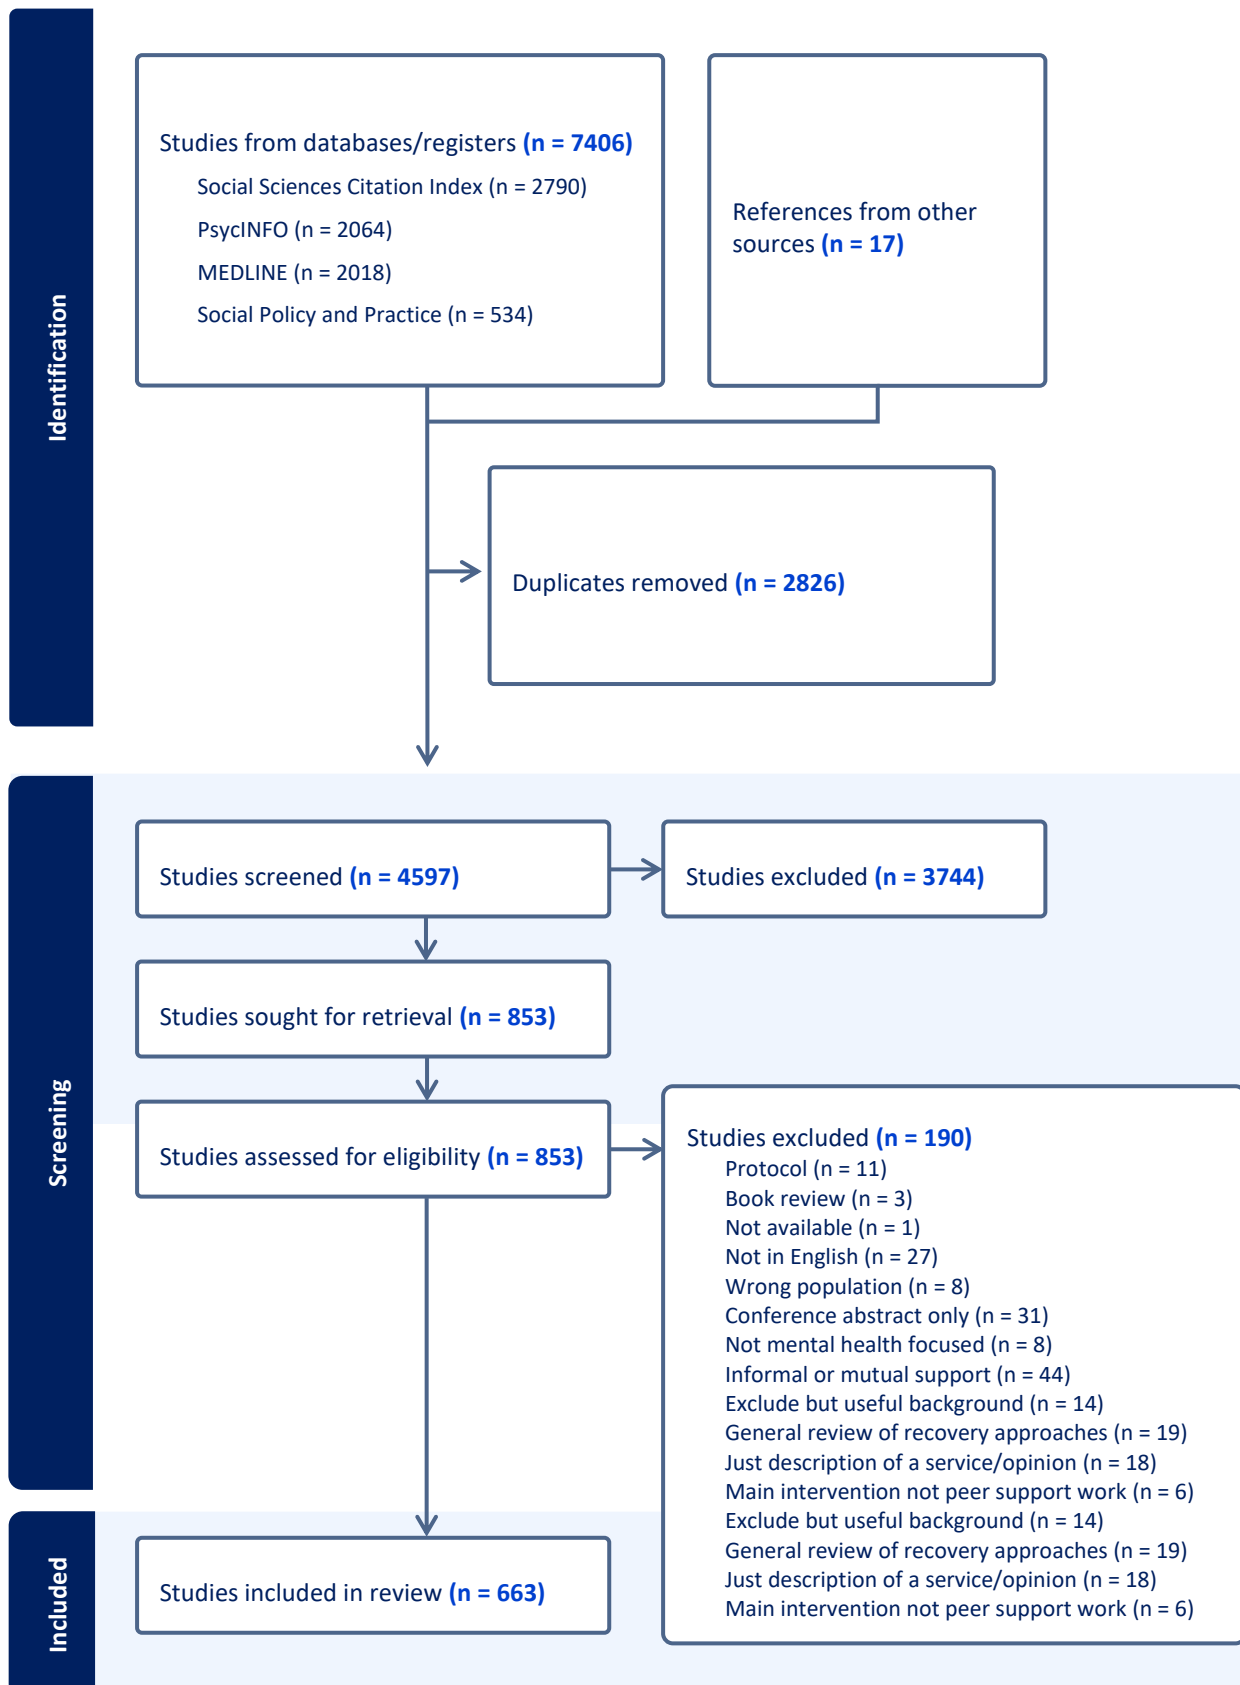 Identification
Studies from databases/registers (n = 7406)
Social Sciences Citation Index (n = 2790)
PsycINFO (n = 2064)
MEDLINE (n = 2018)
Social Policy and Practice (n = 534)
References from other
sources (n = 17)
Duplicates removed (n = 2826)
Screening
Studies screened (n = 4597)
Studies excluded (n = 3744)
Studies sought for retrieval (n = 853)
Studies assessed for eligibility (n = 853)
Studies excluded (n = 190)
Protocol (n = 11)
Book review (n = 3)
Not available (n = 1)
Not in English (n = 27)
Wrong population (n = 8)
Conference abstract only (n = 31)
Not mental health focused (n = 8)
Informal or mutual support (n = 44)
Exclude but useful background (n = 14)
General review of recovery approaches (n = 19)
Just description of a service/opinion (n = 18)
Main intervention not peer support work (n = 6)
Exclude but useful background (n = 14)
General review of recovery approaches (n = 19)
Just description of a service/opinion (n = 18)
Main intervention not peer support work (n = 6)
Included
Studies included in review (n = 663)